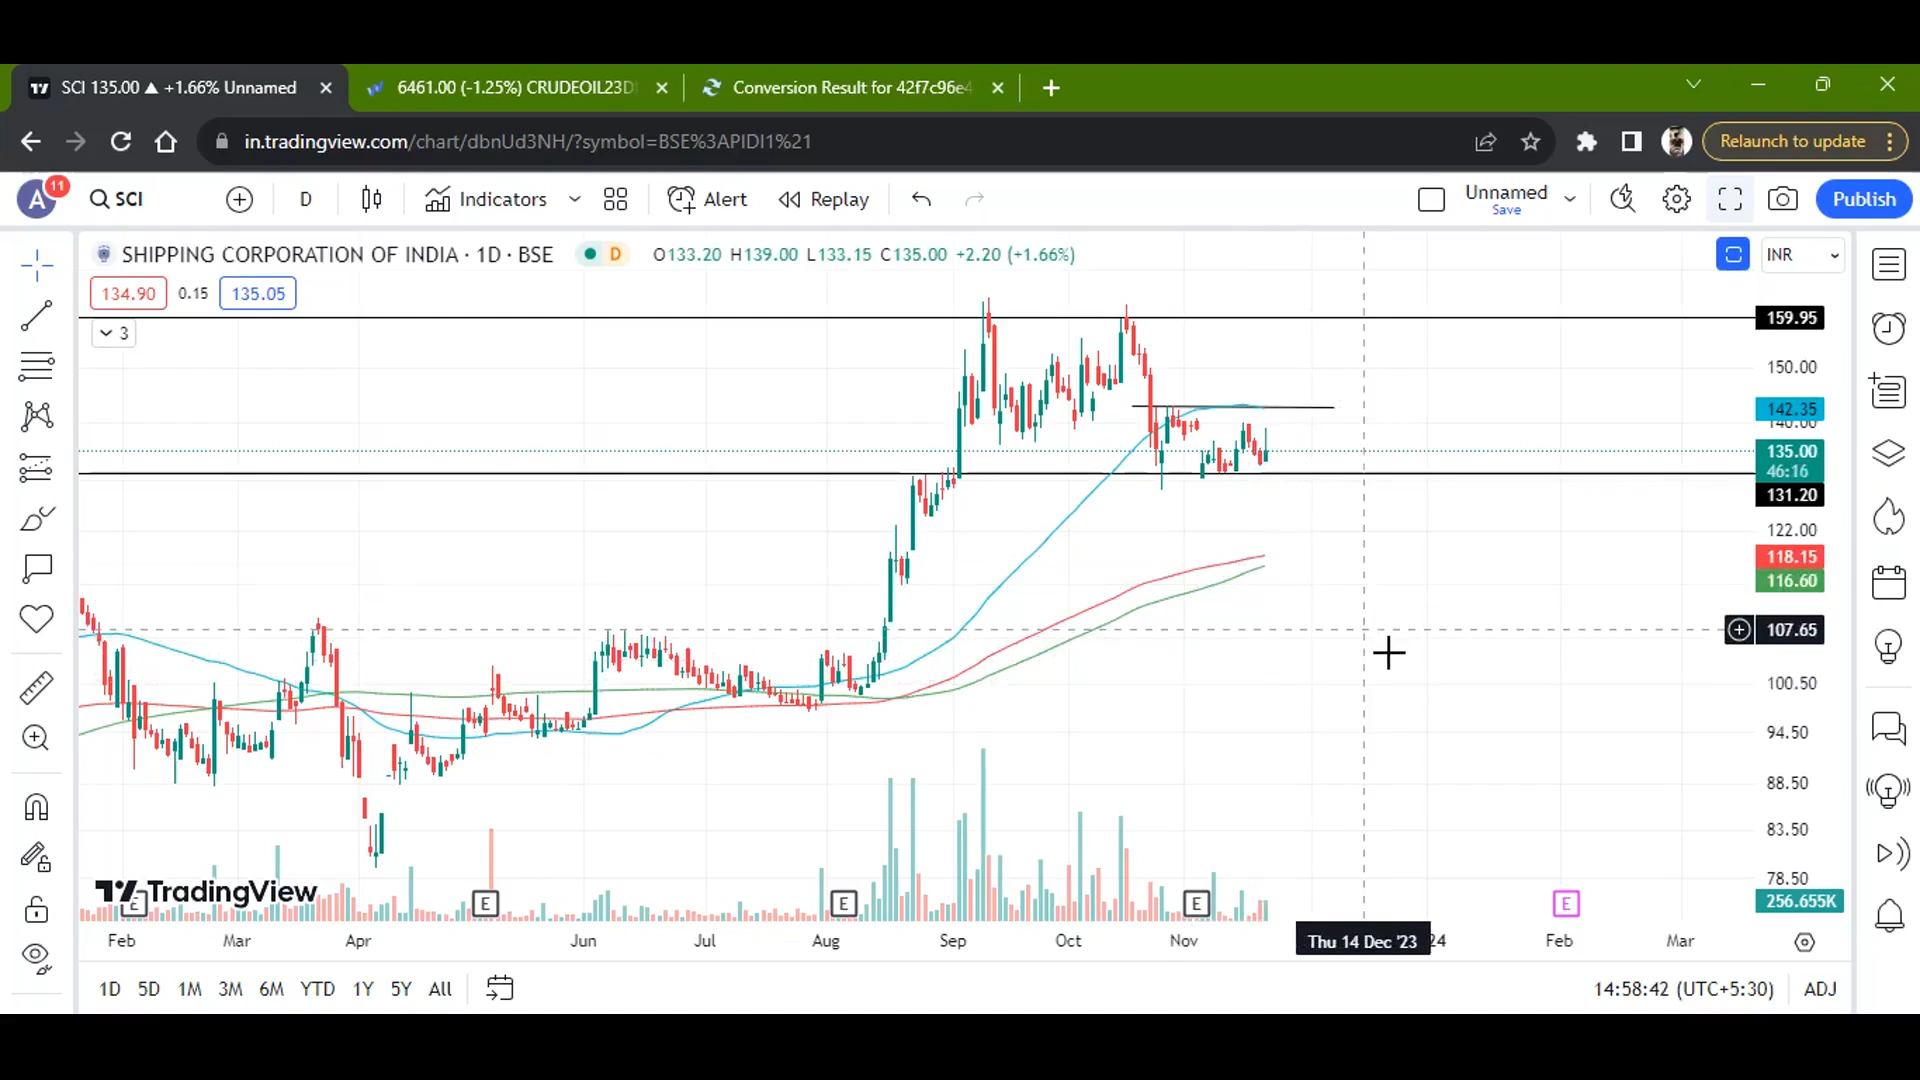 SCI 135.00 ▲ +1.66% Unnamed
6461.00 (-1.25%) CRUDEOIL23D
Conversion Result for 42f7c96e4
in.tradingview.com/chart/dbnUd3NH/?symbol=BSE%3APIDI1%21
Relaunch to update
A
11
SCI
D
Indicators
Alert
Replay
Unnamed
Save
Publish
SHIPPING CORPORATION OF INDIA · 1D · BSE
D
O133.20 H139.00 L133.15 C135.00 +2.20 (+1.66%)
INR
134.90
0.15
135.05
3
159.95
150.00
142.35
140.00
135.00
46:16
131.20
122.00
118.15
116.60
107.65
100.50
94.50
88.50
83.50
78.50
256.655K
TradingView
E
E
E
E
E
Feb
Mar
Apr
Jun
Jul
Aug
Sep
Oct
Nov
Thu 14 Dec '23
24
Feb
Mar
1D 5D 1M 3M 6M YTD 1Y 5Y All
14:58:42 (UTC+5:30)
ADJ